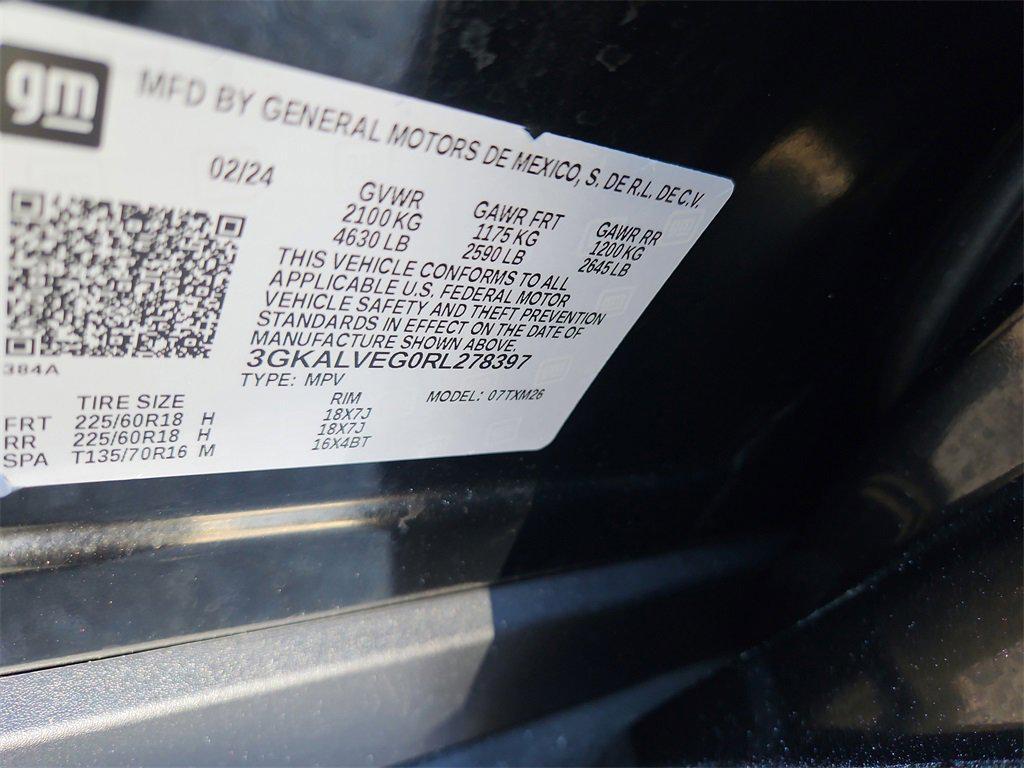 gm
MFD BY GENERAL MOTORS DE MEXICO, S. DE R.L. DE C.V.
02/24
GVWR GAWR FRT GAWR RR
2100 KG 1175 KG 1200 KG
4630 LB 2590 LB 2645 LB
THIS VEHICLE CONFORMS TO ALL
APPLICABLE U.S. FEDERAL MOTOR
VEHICLE SAFETY AND THEFT PREVENTION
STANDARDS IN EFFECT ON THE DATE OF
MANUFACTURE SHOWN ABOVE.
3GKALVEG0RL278397
384A
TYPE: MPV MODEL: 07TXM26
TIRE SIZE RIM
FRT 225/60R18 H 18X7J
RR 225/60R18 H 18X7J
SPA T135/70R16 M 16X4BT